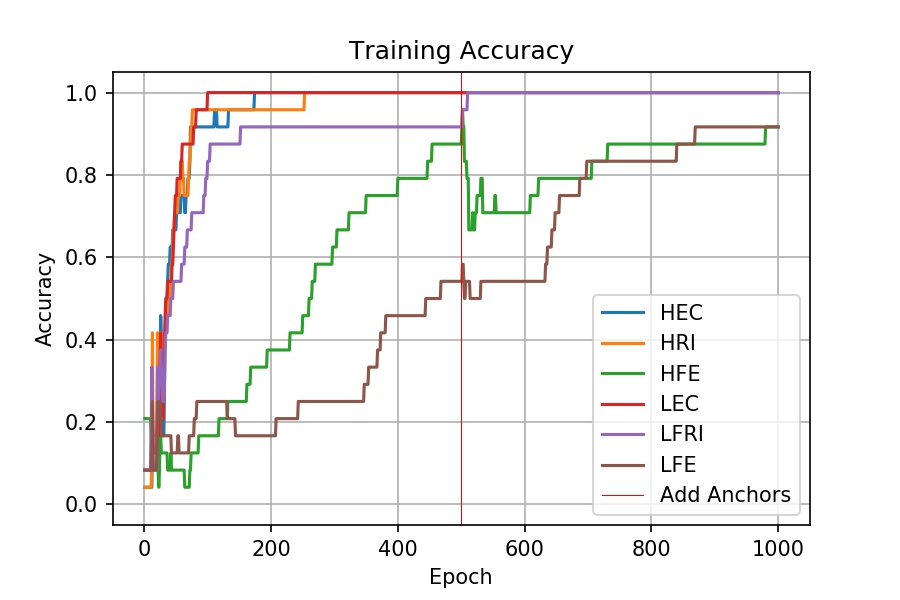 Training Accuracy
Accuracy
1.0
0.8
0.6
0.4
0.2
0.0
HEC
HRI
HFE
LEC
LFRI
LFE
Add Anchors
0 200 400 600 800 1000
Epoch